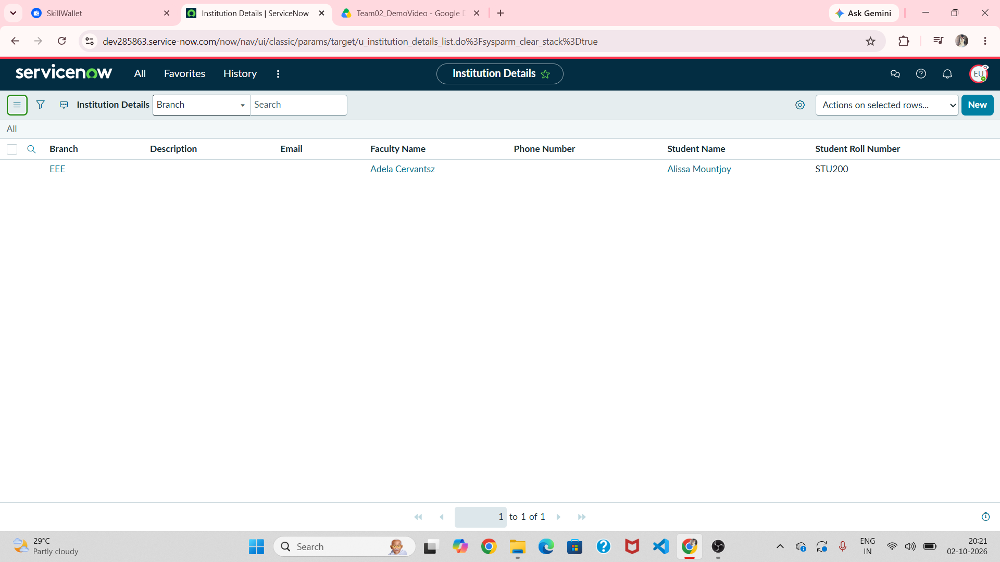 SkillWallet
Institution Details | ServiceNow
Team02_DemoVideo - Google
Ask Gemini
dev285863.service-now.com/now/nav/ui/classic/params/target/u_institution_details_list.do%3Fsysparm_clear_stack%3Dtrue
servicenow All Favorites History Institution Details EU
Institution Details Branch Search Actions on selected rows... New
All
Branch Description Email Faculty Name Phone Number Student Name Student Roll Number
EEE Adela Cervantsz Alissa Mountjoy STU200
1 to 1 of 1
29°C
Partly cloudy
Search
ENG
IN
20:21
02-10-2026